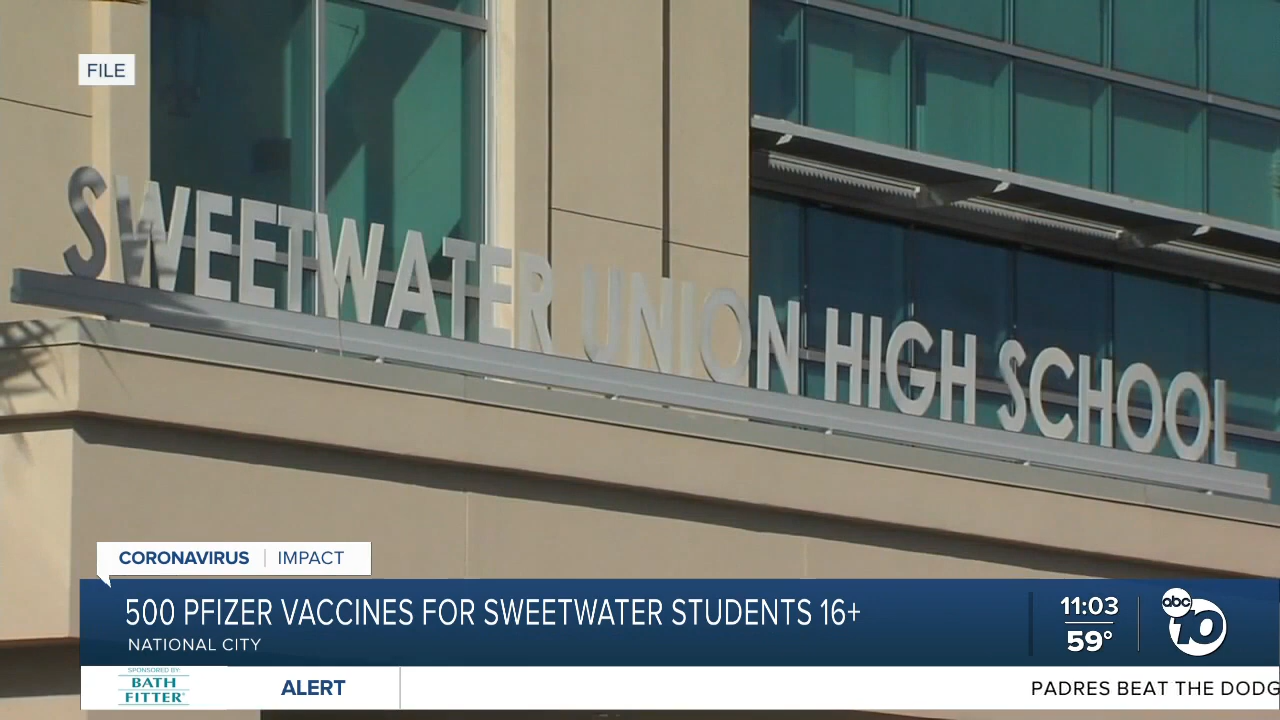 FILE
SWEETWATER UNION HIGH SCHOOL
CORONAVIRUS | IMPACT
500 PFIZER VACCINES FOR SWEETWATER STUDENTS 16+
NATIONAL CITY
11:03
59°
abc 10
SPONSORED BY:
BATH
FITTER®
ALERT
PADRES BEAT THE DODG